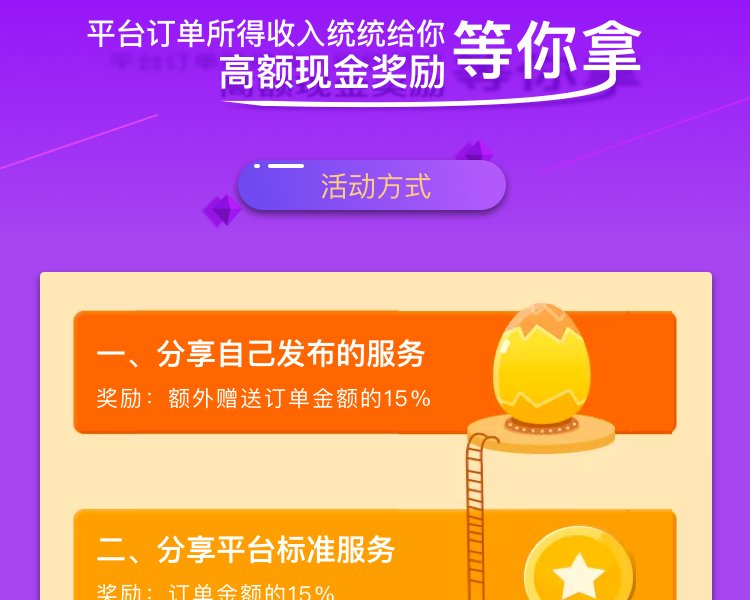 平台订单所得收入统统给你
高额现金奖励
等你拿
活动方式
一、分享自己发布的服务
奖励：额外赠送订单金额的15%
二、分享平台标准服务
奖励：订单金额的15%